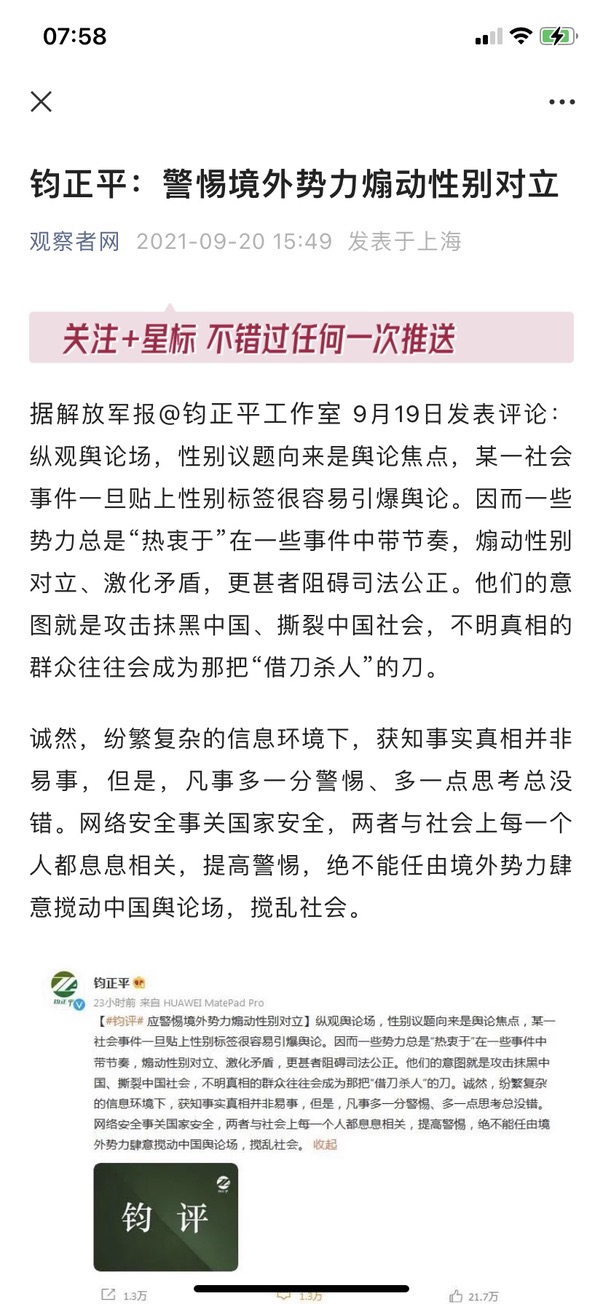 07:58
钧正平：警惕境外势力煽动性别对立
观察者网 2021-09-20 15:49 发表于上海
关注+星标 不错过任何一次推送
据解放军报@钧正平工作室 9月19日发表评论：
纵观舆论场，性别议题向来是舆论焦点，某一社会
事件一旦贴上性别标签很容易引爆舆论。因而一些
势力总是“热衷于”在一些事件中带节奏，煽动性别
对立、激化矛盾，更甚者阻碍司法公正。他们的意
图就是攻击抹黑中国、撕裂中国社会，不明真相的
群众往往会成为那把“借刀杀人”的刀。
诚然，纷繁复杂的信息环境下，获知事实真相并非
易事，但是，凡事多一分警惕、多一点思考总没
错。网络安全事关国家安全，两者与社会上每一个
人都息息相关，提高警惕，绝不能任由境外势力肆
意搅动中国舆论场，搅乱社会。
钧正平
23小时前 来自 HUAWEI MatePad Pro
【#钧评# 应警惕境外势力煽动性别对立】纵观舆论场，性别议题向来是舆论焦点，某一
社会事件一旦贴上性别标签很容易引爆舆论。因而一些势力总是“热衷于”在一些事件中
带节奏，煽动性别对立、激化矛盾，更甚者阻碍司法公正。他们的意图就是攻击抹黑中
国、撕裂中国社会，不明真相的群众往往会成为那把“借刀杀人”的刀。诚然，纷繁复杂
的信息环境下，获知事实真相并非易事，但是，凡事多一分警惕、多一点思考总没错。
网络安全事关国家安全，两者与社会上每一个人都息息相关，提高警惕，绝不能任由境
外势力肆意搅动中国舆论场，搅乱社会。 收起
钧 评
1.3万 1.3万 21.7万